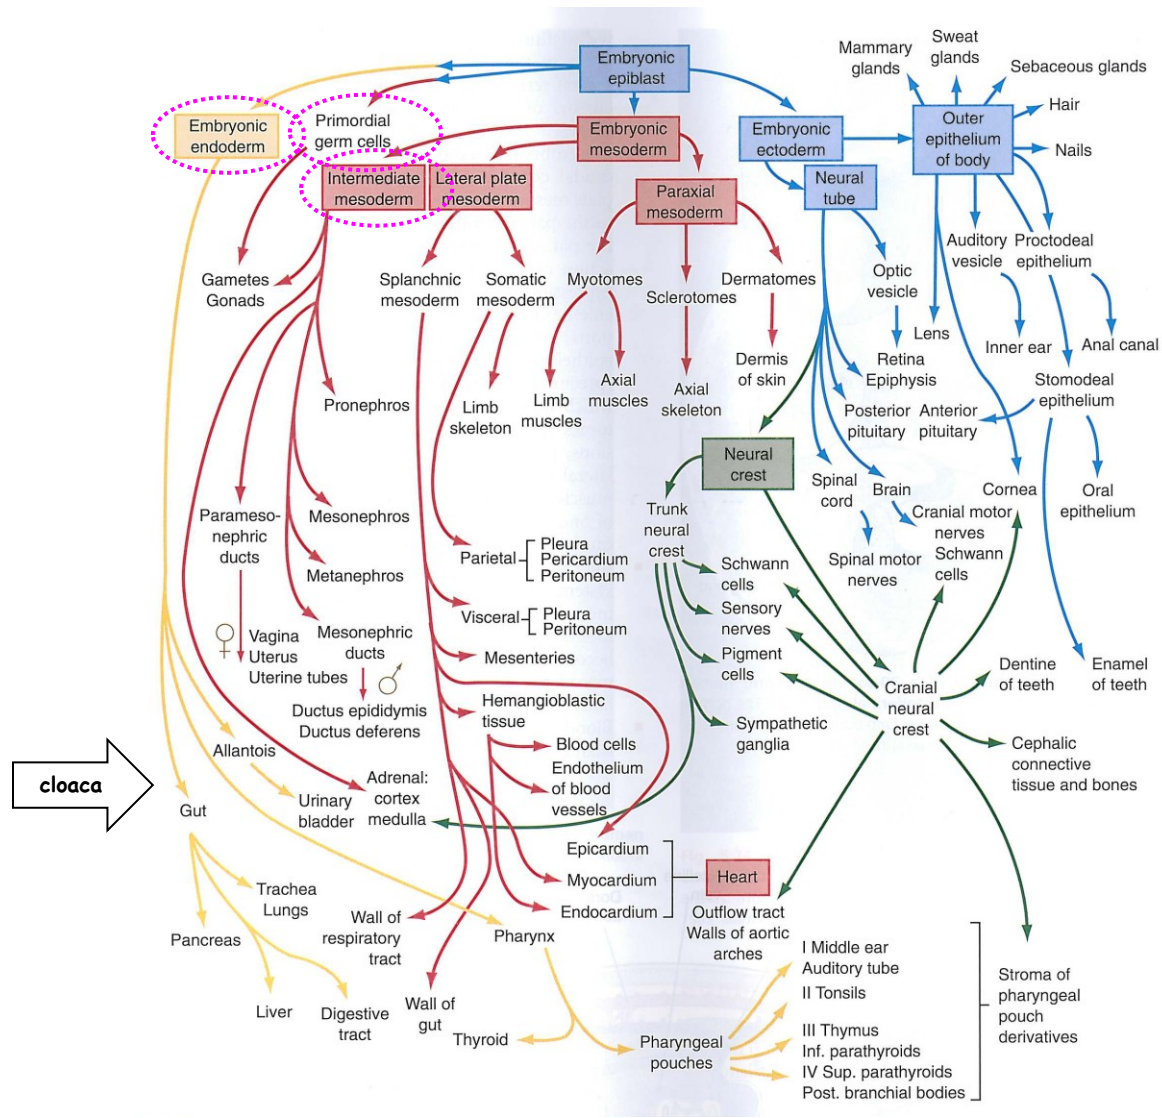 Embryonic
epiblast
Mammary
glands
Sweat
glands
Sebaceous glands
Hair
Nails
Outer
epithelium
of body
Embryonic
endoderm
Primordial
germ cells
Embryonic
mesoderm
Embryonic
ectoderm
Intermediate
mesoderm
Lateral plate
mesoderm
Paraxial
mesoderm
Neural
tube
Gametes
Gonads
Splanchnic
mesoderm
Somatic
mesoderm
Myotomes
Sclerotomes
Dermatomes
Optic
vesicle
Auditory
vesicle
Proctodeal
epithelium
Lens
Inner ear
Anal canal
Pronephros
Limb
skeleton
Limb
muscles
Axial
muscles
Axial
skeleton
Dermis
of skin
Retina
Epiphysis
Posterior
pituitary
Anterior
pituitary
Stomodeal
epithelium
Neural
crest
Spinal
cord
Brain
Cornea
Oral
epithelium
Parameso-
nephric
ducts
Mesonephros
Metanephros
Parietal
Pleura
Pericardium
Peritoneum
Trunk
neural
crest
Cranial motor
nerves
Schwann
cells
Spinal motor
nerves
Schwann
cells
Sensory
nerves
Pigment
cells
♀
Vagina
Uterus
Uterine tubes
Mesonephric
ducts
♂
Ductus epididymis
Ductus deferens
Visceral
Pleura
Peritoneum
Mesenteries
Hemangioblastic
tissue
Blood cells
Endothelium
of blood
vessels
Sympathetic
ganglia
Cranial
neural
crest
Dentine
of teeth
Enamel
of teeth
Cephalic
connective
tissue and bones
cloaca
Allantois
Gut
Urinary
bladder
Adrenal:
cortex
medulla
Epicardium
Myocardium
Endocardium
Heart
Outflow tract
Walls of aortic
arches
Trachea
Lungs
Pancreas
Liver
Digestive
tract
Wall of
respiratory
tract
Wall of
gut
Pharynx
Thyroid
Pharyngeal
pouches
I Middle ear
Auditory tube
II Tonsils
III Thymus
Inf. parathyroids
IV Sup. parathyroids
Post. branchial bodies
Stroma of
pharyngeal
pouch
derivatives